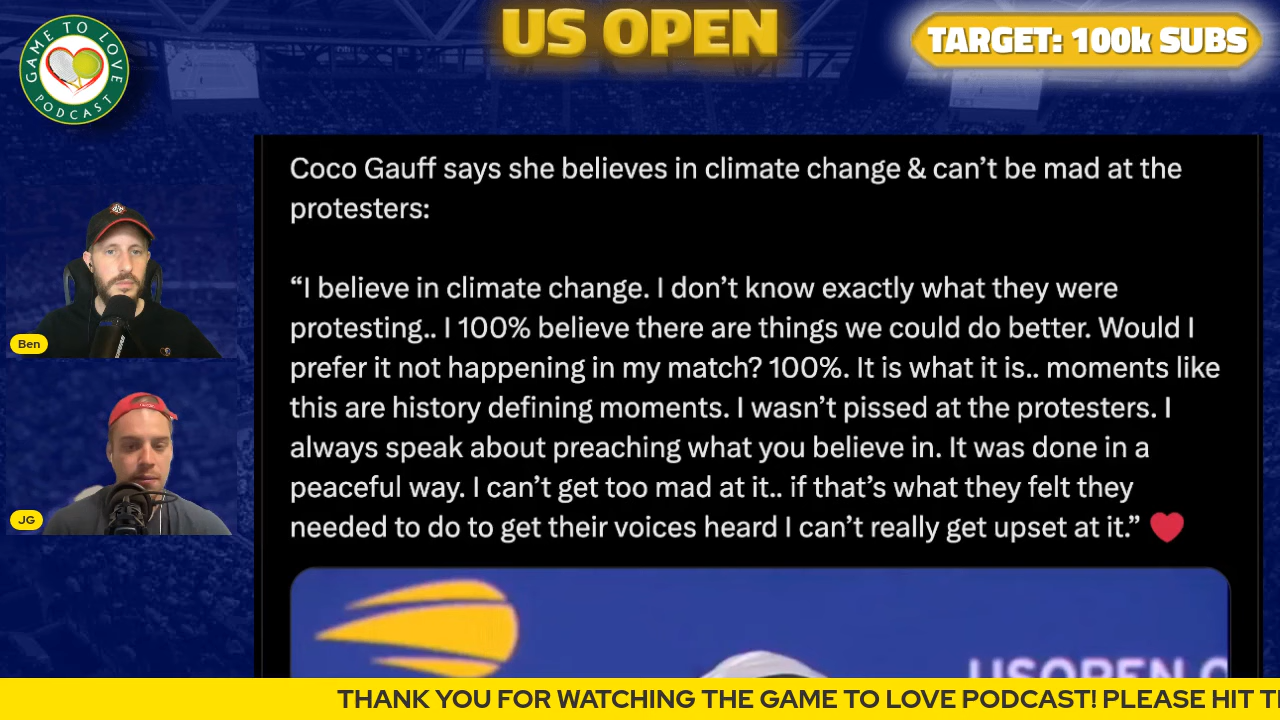 GAME TO LOVE
PODCAST
US OPEN
TARGET: 100k SUBS
Coco Gauff says she believes in climate change & can’t be mad at the
protesters:
“I believe in climate change. I don’t know exactly what they were
protesting.. I 100% believe there are things we could do better. Would I
prefer it not happening in my match? 100%. It is what it is.. moments like
this are history defining moments. I wasn’t pissed at the protesters. I
always speak about preaching what you believe in. It was done in a
peaceful way. I can’t get too mad at it.. if that’s what they felt they
needed to do to get their voices heard I can’t really get upset at it.” ❤️
Ben
JG
USOPEN
THANK YOU FOR WATCHING THE GAME TO LOVE PODCAST! PLEASE HIT